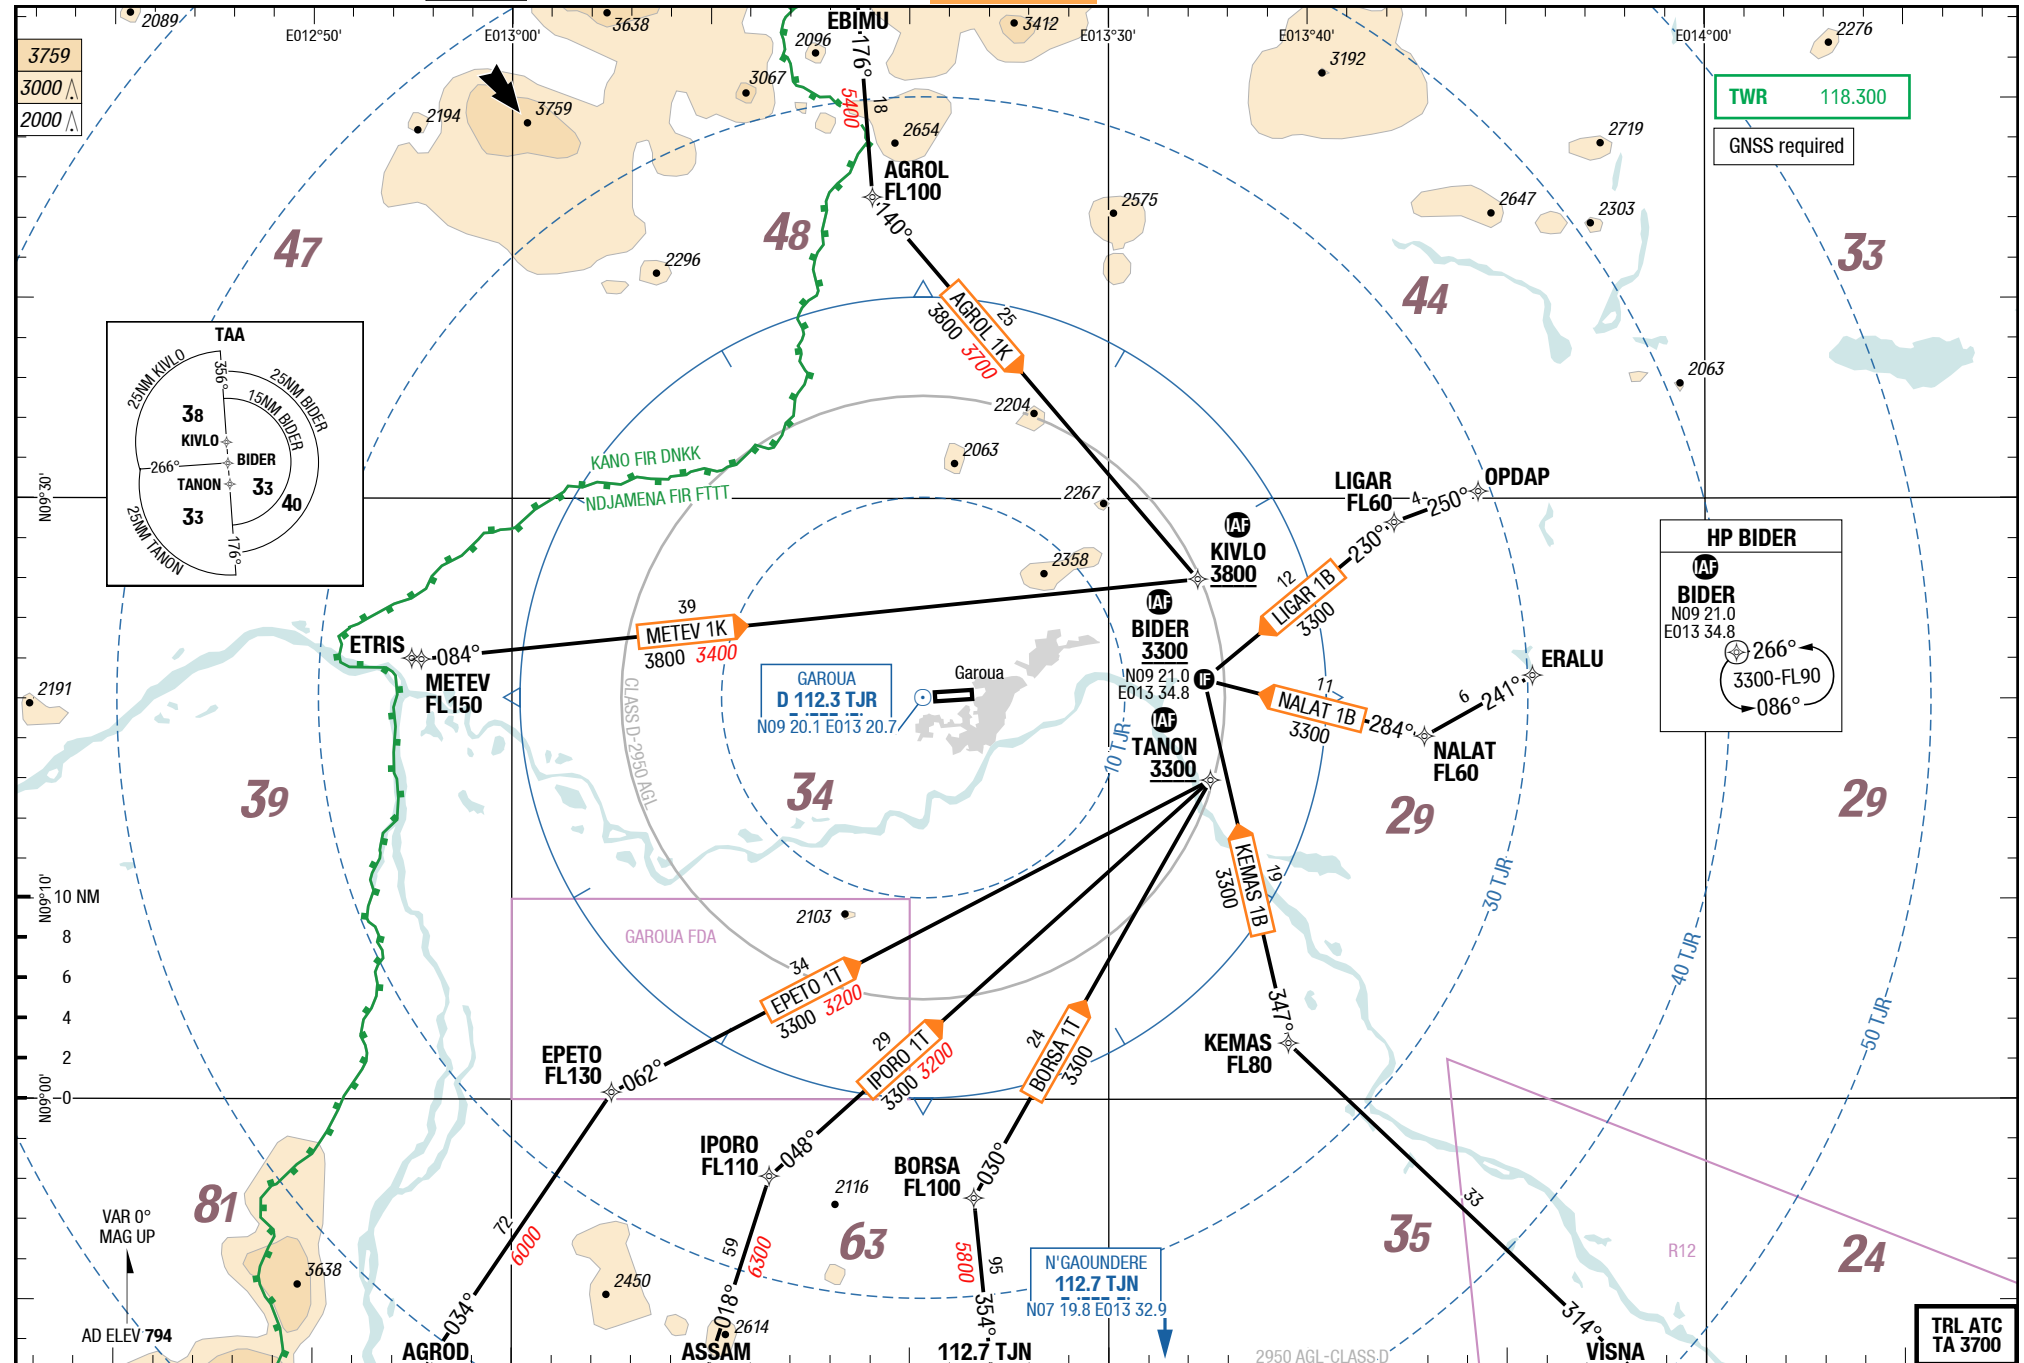 2089
E012°50'
E013°00'
3638
2096
EBIMU
3412
E013°30'
E013°40'
3192
E014°00'
2276
3759
3000
2000
176°
18
5400
3067
2194
3759
2654
TWR 118.300
GNSS required
2719
AGROL
FL100
140°
2575
2647
2303
47
48
44
33
2296
AGROL 1K
25
3800 3700
TAA
25NM KIVLO
356°
25NM BIDER
15NM BIDER
38
KIVLO
BIDER
266°
TANON
33
40
33
176°
25NM TANON
2204
2063
2063
KANO FIR DNKK
NDJAMENA FIR FTTT
N09°30'
2267
LIGAR
FL60
4
250°
OPDAP
230°
IAF
KIVLO
3800
12
LIGAR 1B
3300
2358
HP BIDER
IAF
BIDER
N09 21.0
E013 34.8
266°
3300-FL90
086°
39
METEV 1K
3800 3400
ETRIS
084°
METEV
FL150
IAF
BIDER
3300
N09 21.0
E013 34.8
IF
ERALU
241°
6
11
NALAT 1B
3300
284°
NALAT
FL60
2191
GAROUA
D 112.3 TJR
N09 20.1 E013 20.7
Garoua
CLASS D-2950 AGL
IAF
TANON
3300
10 TJR
39
34
29
29
KEMAS 1B
19
3300
347°
30 TJR
40 TJR
50 TJR
N09°10'
10 NM
8
6
4
2
0
N09°00'
2103
GAROUA FDA
34
EPETO 1T
3300 3200
EPETO
FL130
062°
29
IPORO 1T
3300 3200
24
BORSA 1T
3300
KEMAS
FL80
IPORO
FL110
048°
BORSA
FL100
030°
2116
81
63
35
24
33
R12
VAR 0°
MAG UP
72
6000
59
6300
95
5800
3638
2450
N'GAOUNDERE
112.7 TJN
N07 19.8 E013 32.9
AD ELEV 794
034°
AGROD
018°
2614
ASSAM
354°
112.7 TJN
2950 AGL-CLASS D
314°
VISNA
TRL ATC
TA 3700